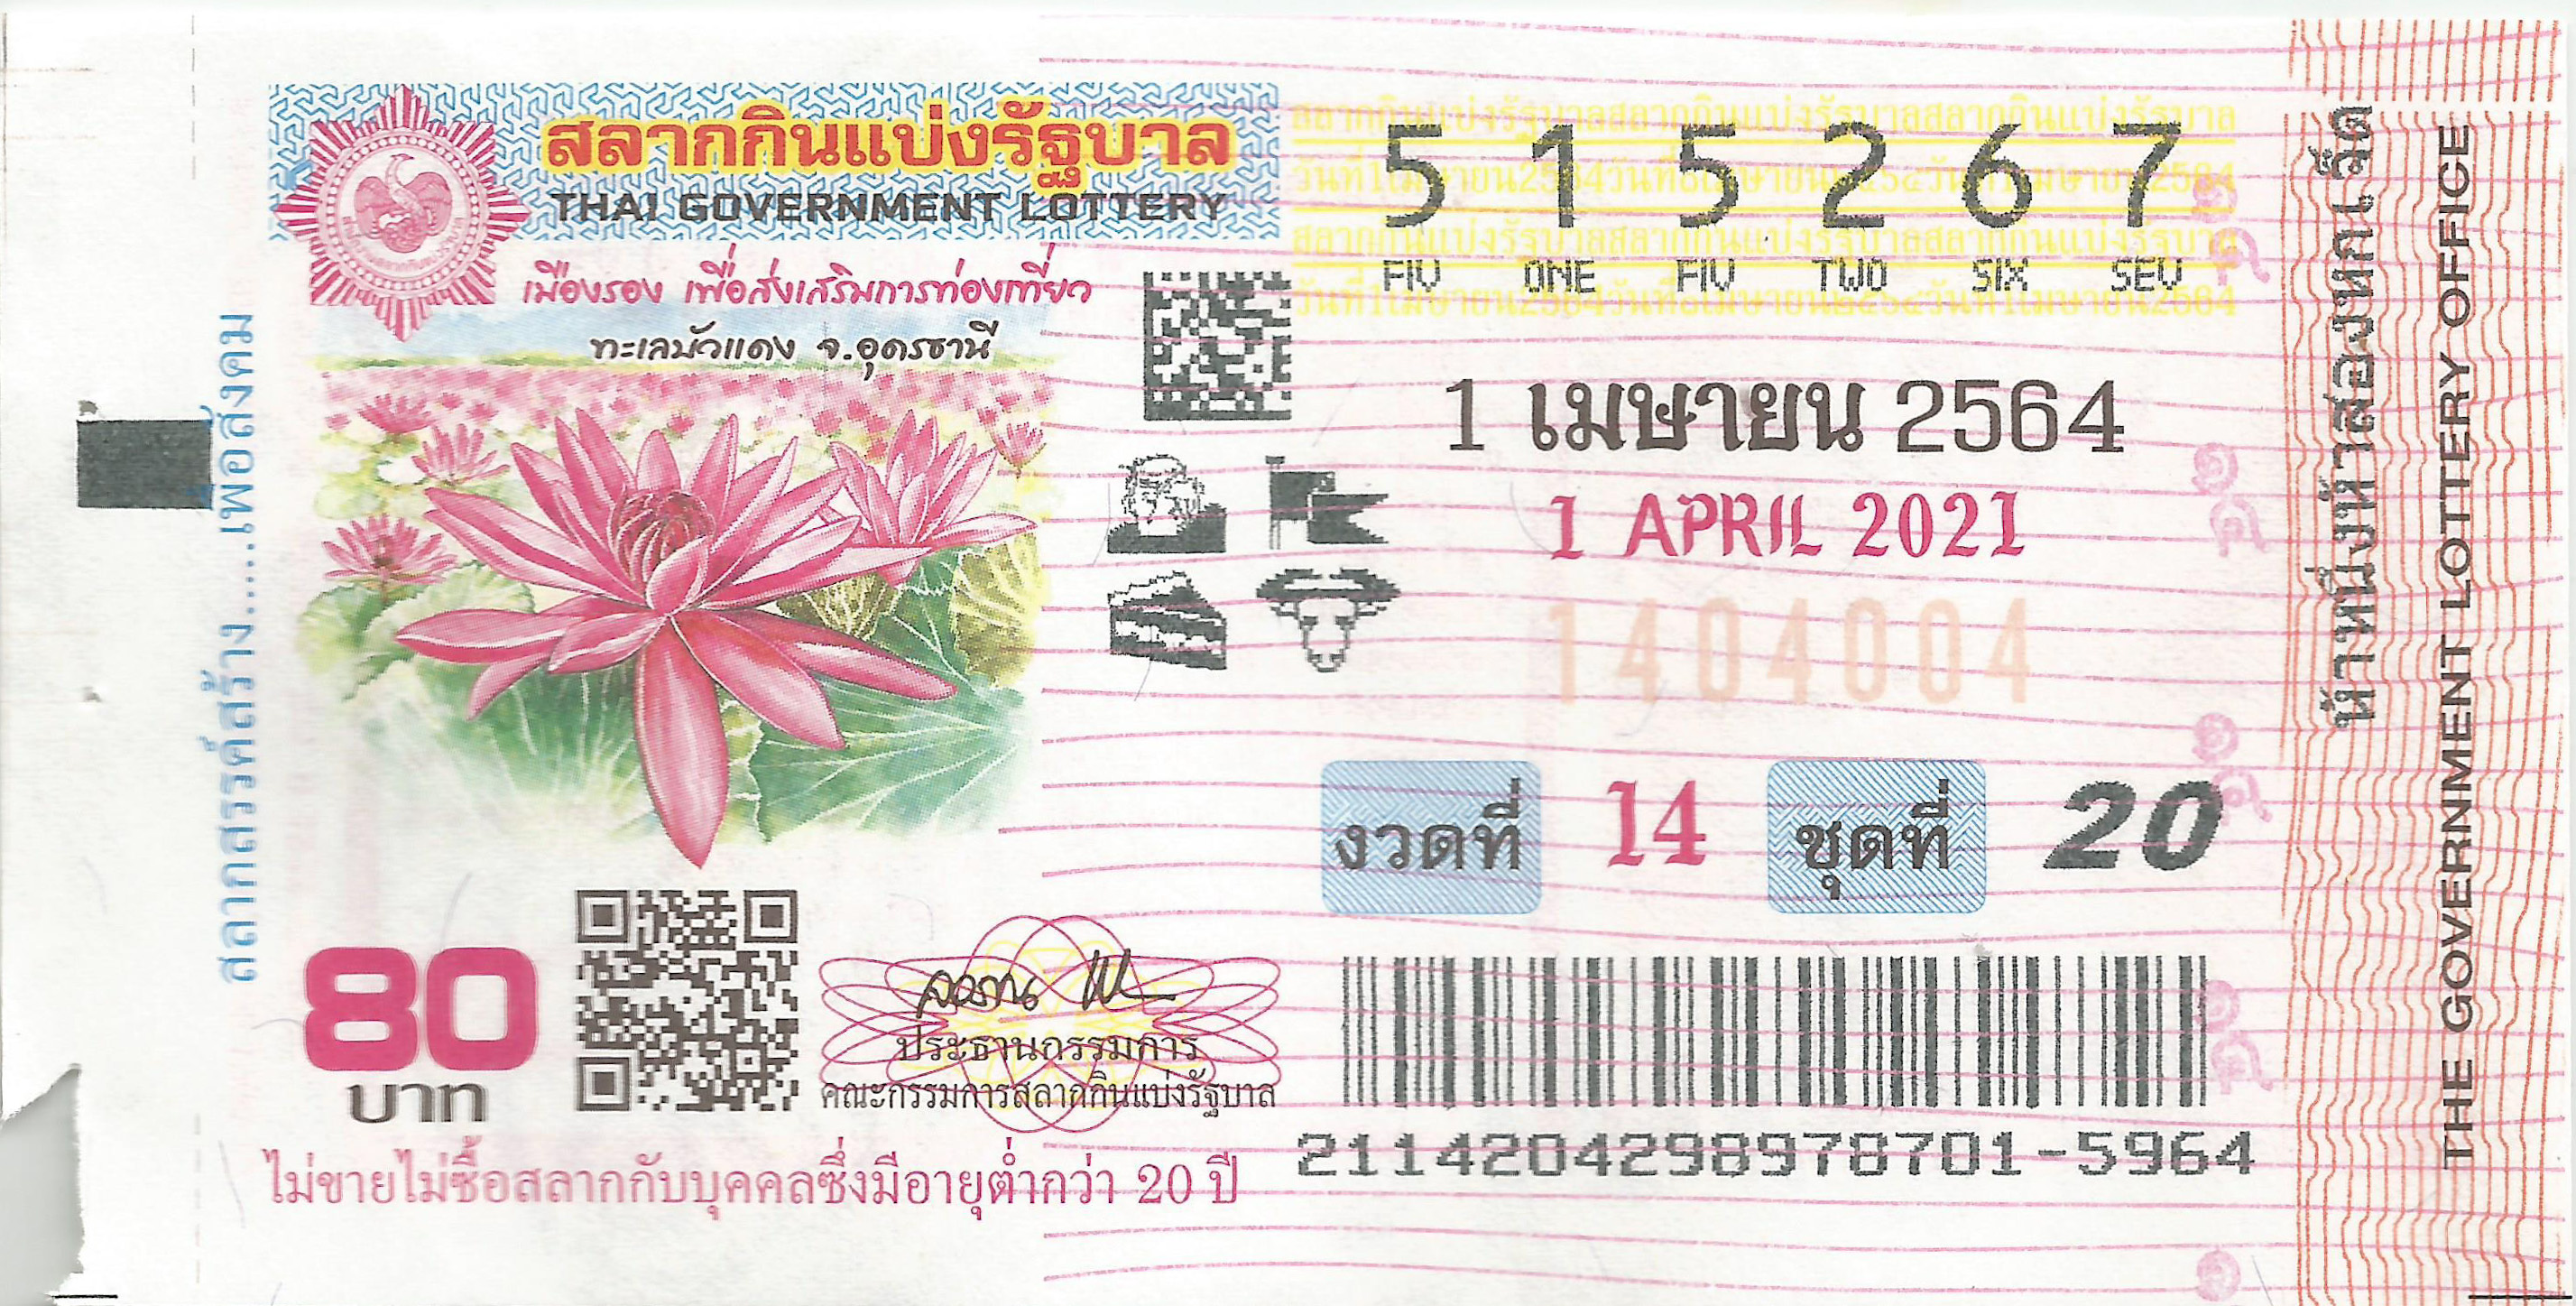 สลากกินแบ่งรัฐบาล
THAI GOVERNMENT LOTTERY
เมืองรอง เพื่อส่งเสริมการท่องเที่ยว
ทะเลบัวแดง จ.อุดรธานี
สลากสรรค์สร้าง.....เพื่อสังคม
80
บาท
ประธานกรรมการ
คณะกรรมการสลากกินแบ่งรัฐบาล
ไม่ขายไม่ซื้อสลากกับบุคคลซึ่งมีอายุต่ำกว่า 20 ปี
5 1 5 2 6 7
FIV ONE FIV TWO SIX SEV
สลากกินแบ่งรัฐบาลสลากกินแบ่งรัฐบาลสลากกินแบ่งรัฐบาล
วันที่1เมษายน2564วันที่๑เมษายน๒๕๖๔วันที่1เมษายน2564
สลากกินแบ่งรัฐบาลสลากกินแบ่งรัฐบาลสลากกินแบ่งรัฐบาล
วันที่1เมษายน2564วันที่๑เมษายน๒๕๖๔วันที่1เมษายน2564
1 เมษายน 2564
1 APRIL 2021
1404004
งวดที่ 14 ชุดที่ 20
2114204298978701-5964
ห้าหนึ่งห้าสองหกเจ็ด
THE GOVERNMENT LOTTERY OFFICE